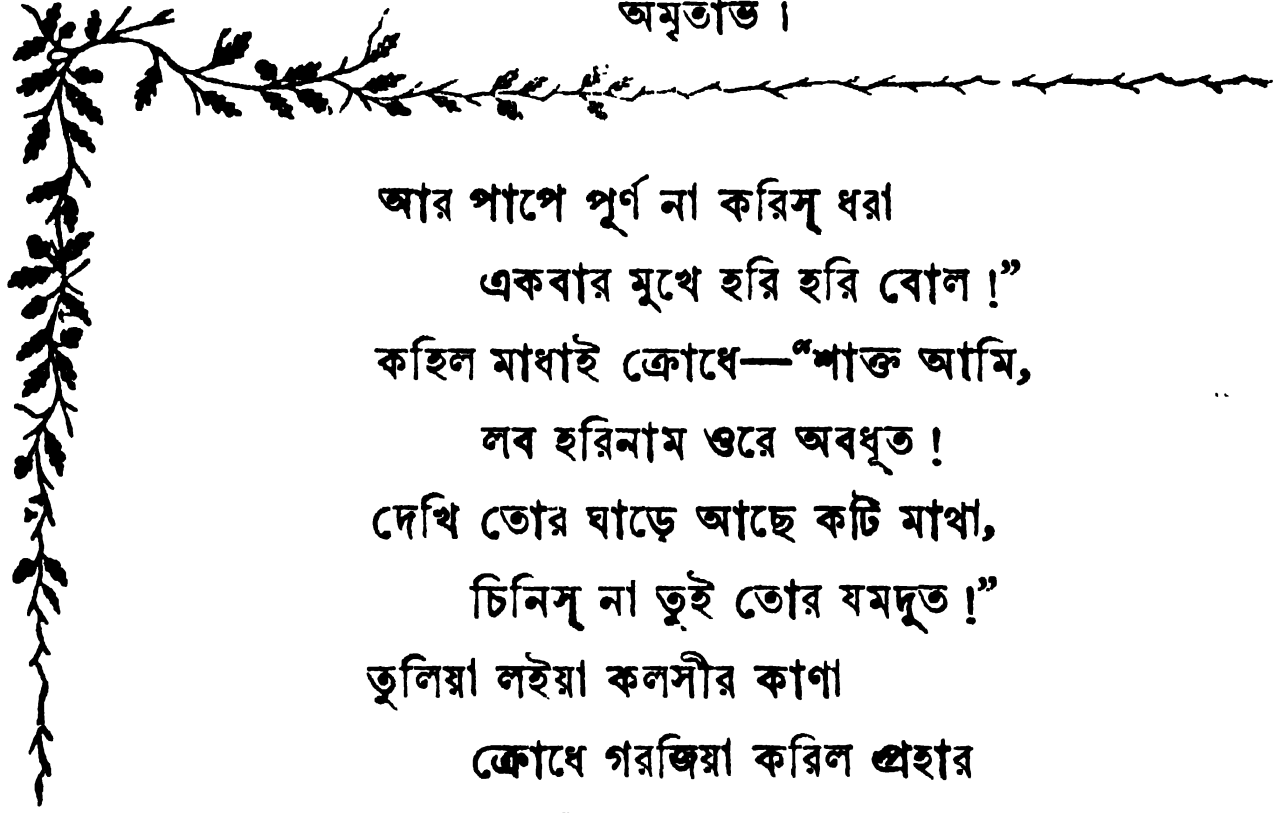 অমৃতাভ।
আর পাপে পূর্ণ না করিস্ ধরা
একবার মুখে হরি হরি বোল!”
কহিল মাধাই ক্রোধে—“শাক্ত আমি,
লব হরিনাম ওরে অবধূত!
দেখি তোর ঘাড়ে আছে কটি মাথা,
চিনিস্ না তুই তোর যমদূত!”
তুলিয়া লইয়া কলসীর কাণা
ক্রোধে গরজিয়া করিল প্রহার